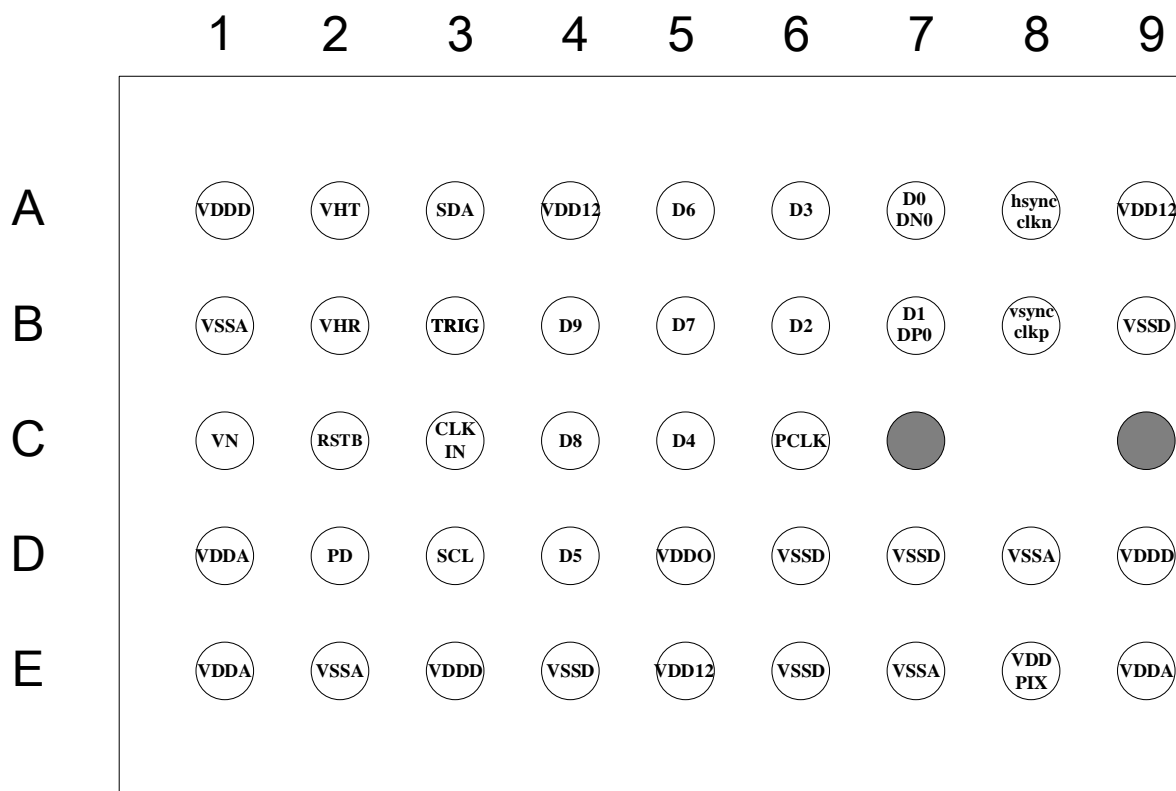 1 2 3 4 5 6 7 8 9
A VDDD VHT SDA VDD12 D6 D3 D0 DN0 hsync clkn VDD12
B VSSA VHR TRIG D9 D7 D2 D1 DP0 vsync clkp VSSD
C VN RSTB CLK IN D8 D4 PCLK
D VDDA PD SCL D5 VDDO VSSD VSSD VSSA VDDD
E VDDA VSSA VDDD VSSD VDD12 VSSD VSSA VDD PIX VDDA